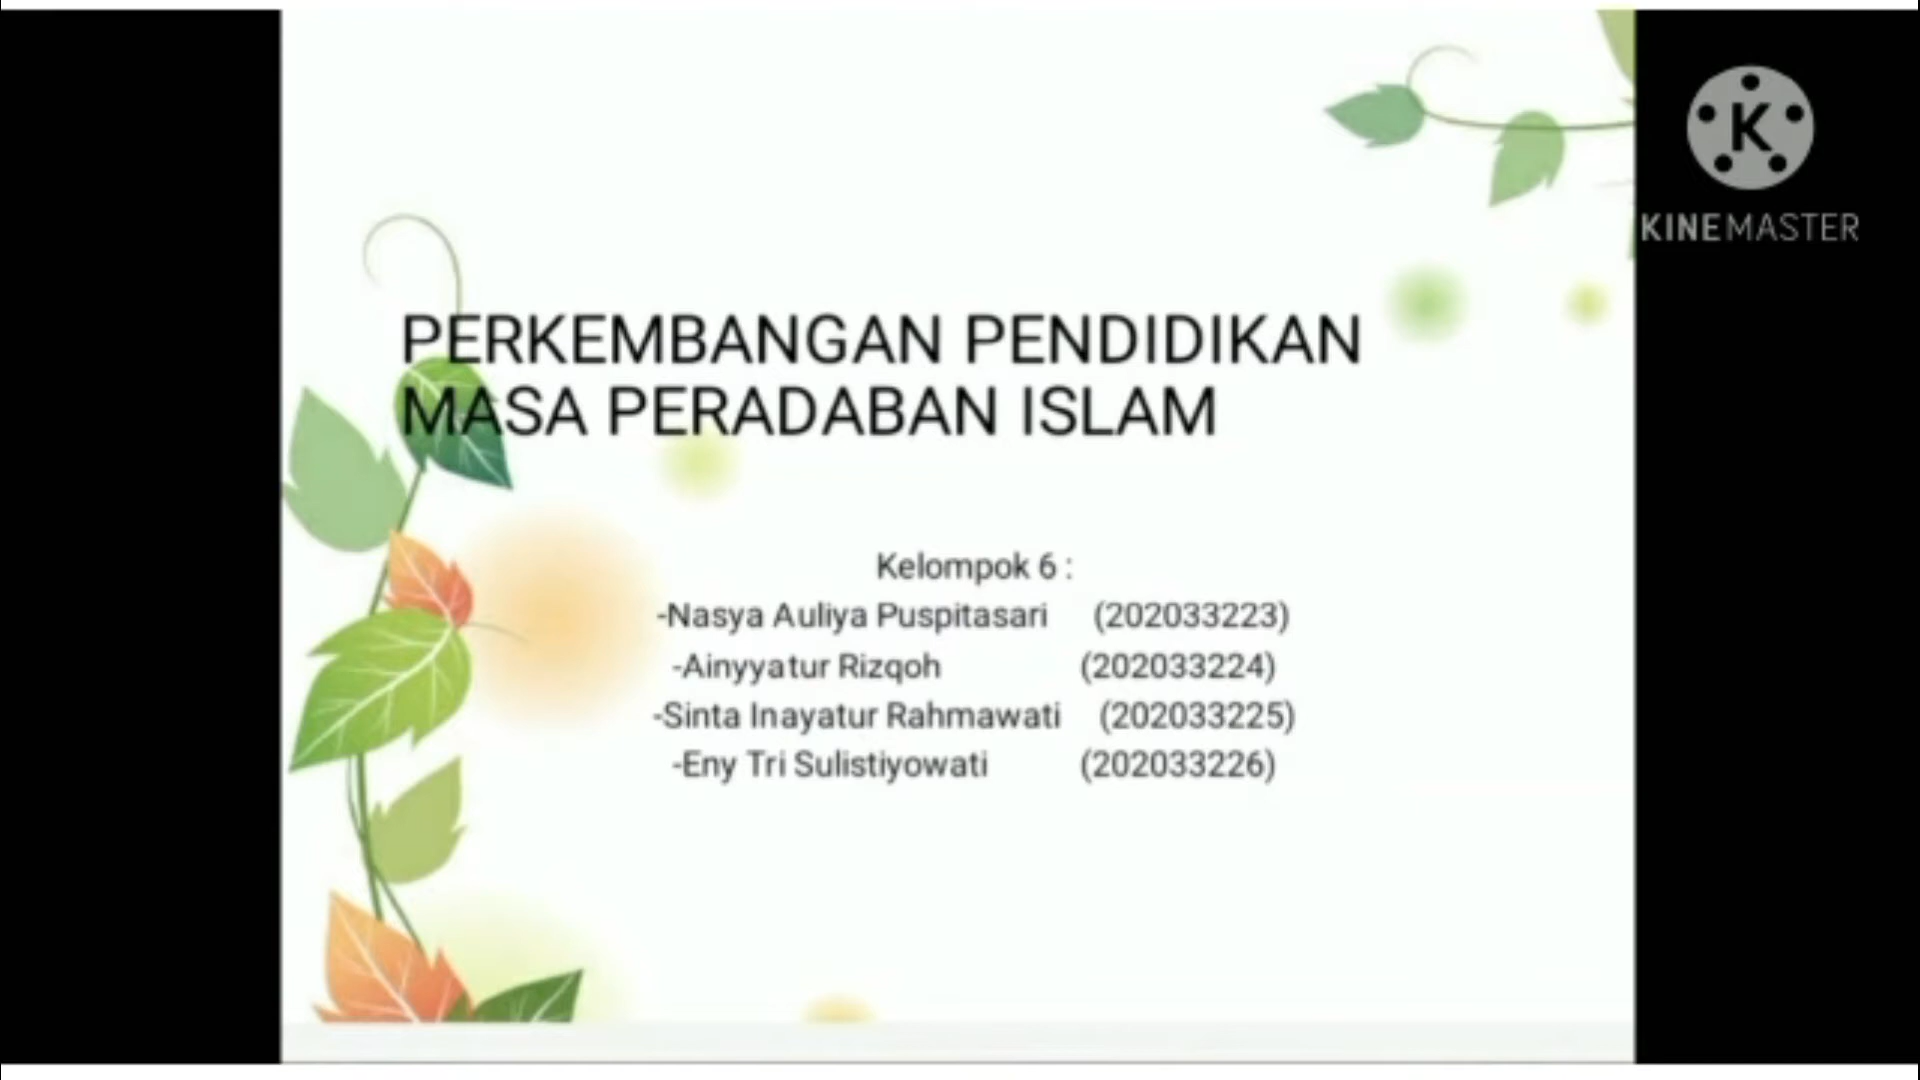 K
KINEMASTER
PERKEMBANGAN PENDIDIKAN
MASA PERADABAN ISLAM
Kelompok 6 :
-Nasya Auliya Puspitasari (202033223)
-Ainyyatur Rizqoh (202033224)
-Sinta Inayatur Rahmawati (202033225)
-Eny Tri Sulistiyowati (202033226)